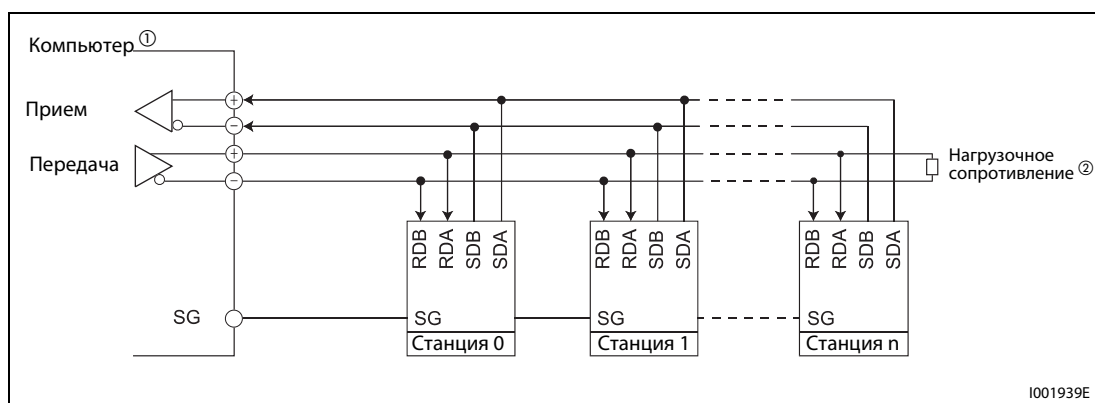 Компьютер ①
Прием
Передача
Нагрузочное
сопротивление ②
RDB RDA SDB SDA
RDB RDA SDB SDA
RDB RDA SDB SDA
SG
SG
SG
SG
Станция 0
Станция 1
Станция n
I001939E